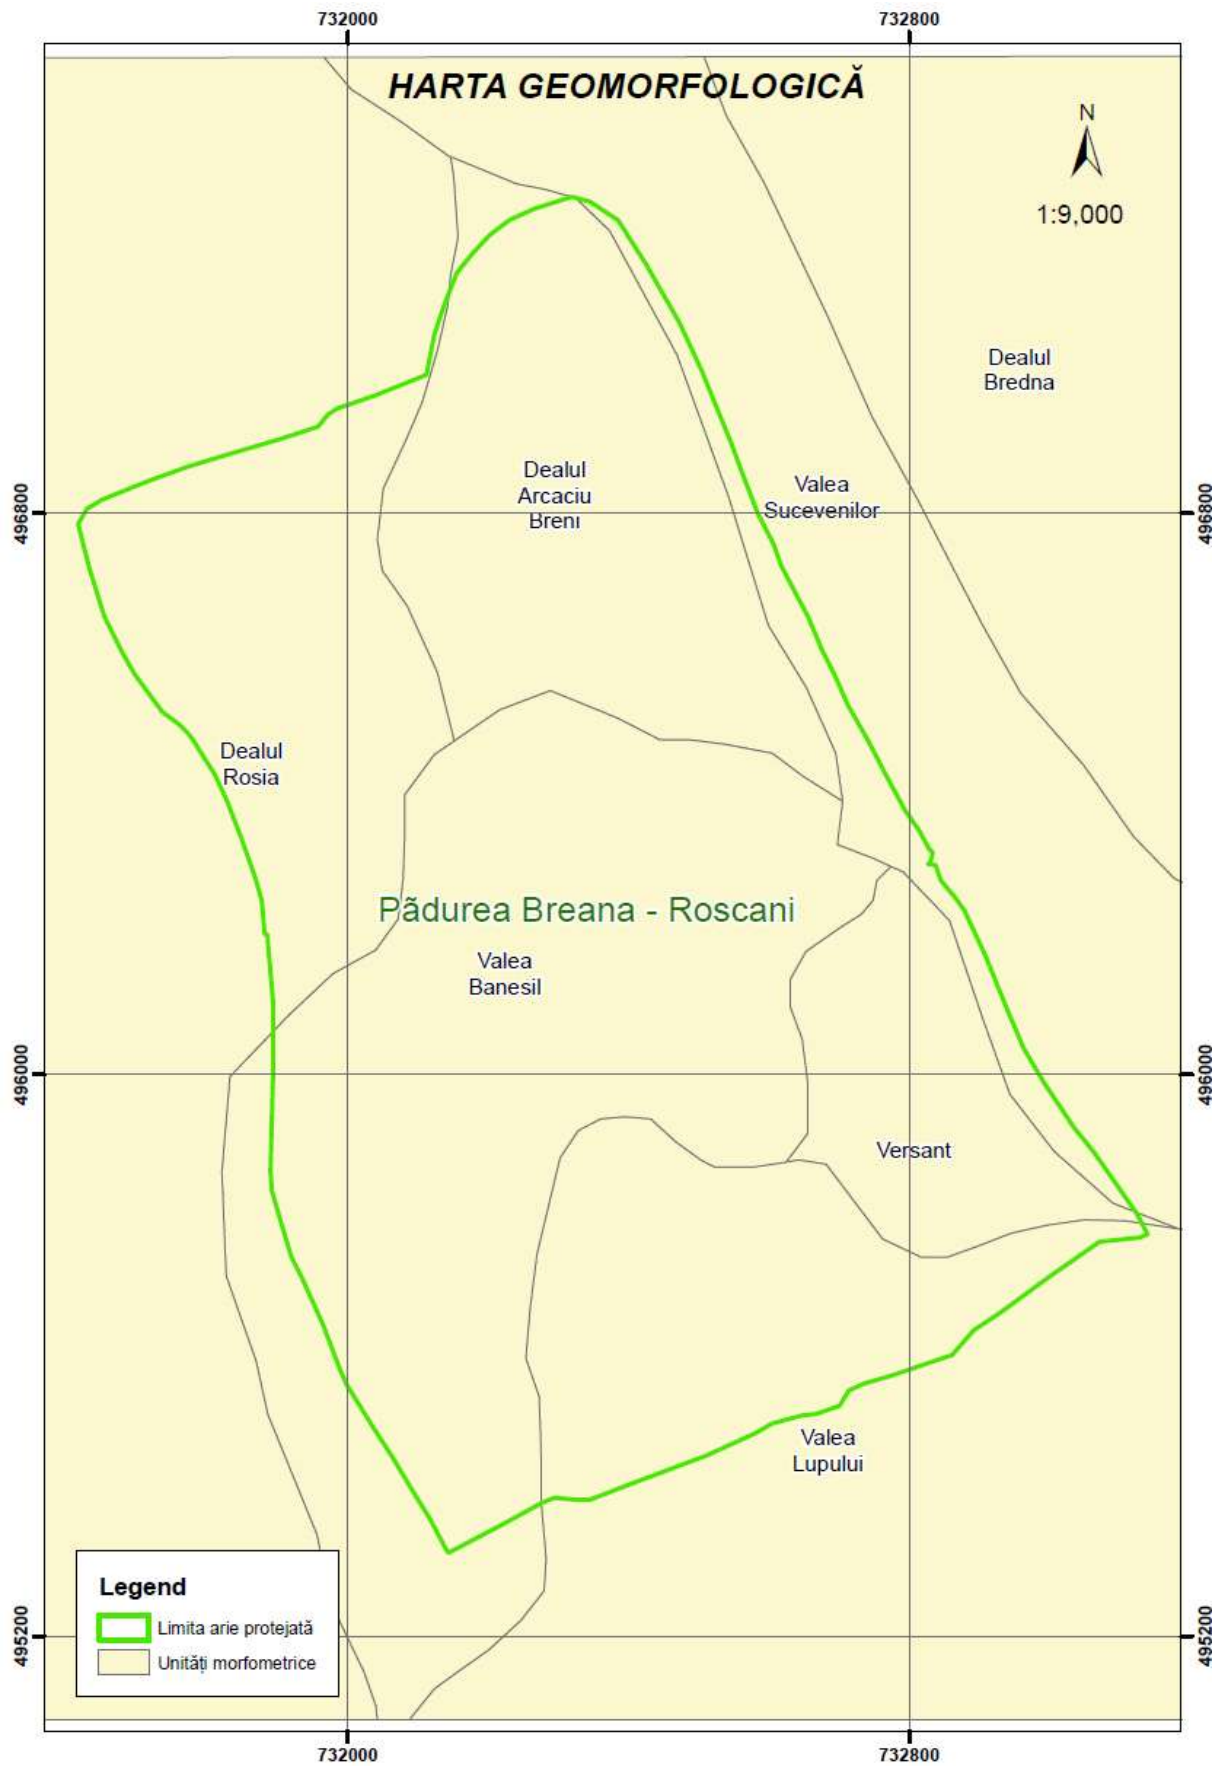 732000
732800
HARTA GEOMORFOLOGICĂ
N
1:9,000
Dealul
Bredna
Dealul
Arcaciu
Breni
Valea
Sucevenilor
496800
496800
Dealul
Rosia
Pãdurea Breana - Roscani
Valea
Banesil
496000
496000
Versant
Valea
Lupului
Legend
Limita arie protejată
Unități morfometrice
495200
495200
732000
732800